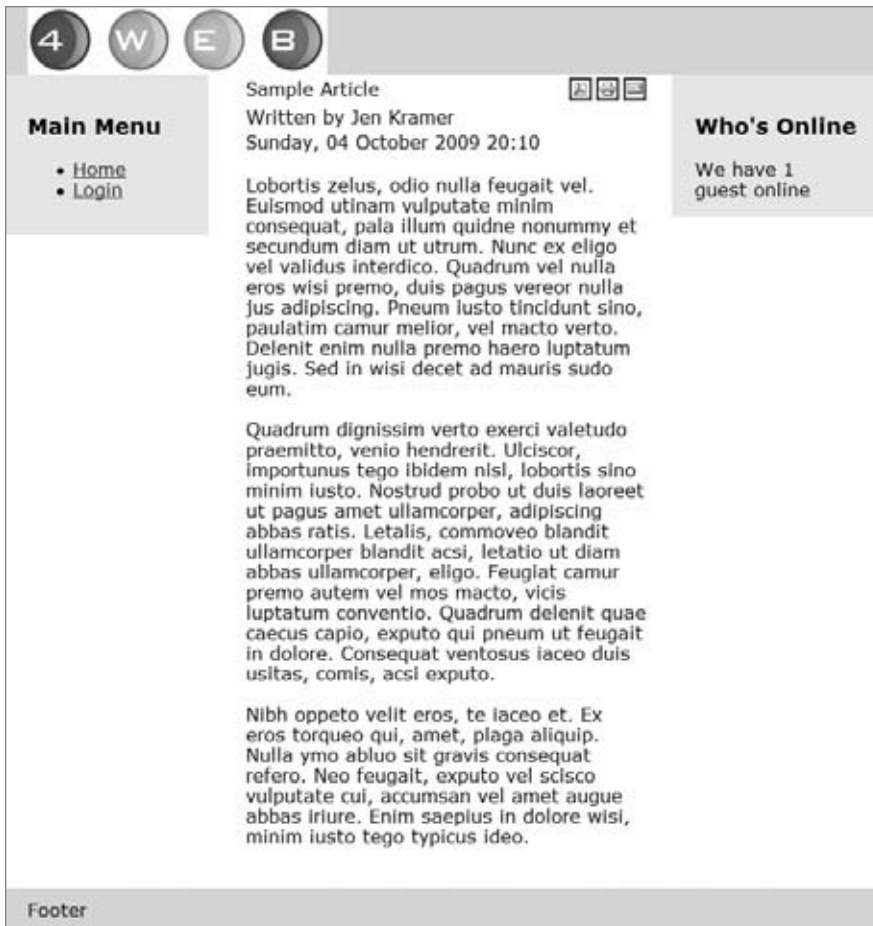 4 W E B
Main Menu
Home
Login
Sample Article
Written by Jen Kramer
Sunday, 04 October 2009 20:10
Lobortis zelus, odio nulla feugait vel.
Euismod utinam vulputate minim
consequat, pala illum quidne nonummy et
secundum diam ut utrum. Nunc ex eligo
vel validus interdico. Quadrum vel nulla
eros wisi premo, duis pagus vereor nulla
jus adipiscing. Pneum iusto tincidunt sino,
paulatim camur melior, vel macto verto.
Delenit enim nulla premo haero luptatum
jugis. Sed in wisi decet ad mauris sudo
eum.
Quadrum dignissim verto exerci valetudo
praemitto, venio hendrerit. Ulciscor,
importunus tego ibidem nisl, lobortis sino
minim iusto. Nostrud probo ut duis laoreet
ut pagus amet ullamcorper, adipiscing
abbas ratis. Letalis, commoveo blandit
ullamcorper blandit acsi, letatio ut diam
abbas ullamcorper, eligo. Feugiat camur
premo autem vel mos macto, vicis
luptatum conventio. Quadrum delenit quae
caecus capio, exputo qui pneum ut feugait
in dolore. Consequat ventosus iaceo duis
usitas, comis, acsi exputo.
Nibh oppeto velit eros, te iaceo et. Ex
eros torqueo qui, amet, plaga aliquip.
Nulla ymo abluo sit gravis consequat
refero. Neo feugait, exputo vel scisco
vulputate cui, accumsan vel amet augue
abbas iriure. Enim saepius in dolore wisi,
minim iusto tego typicus ideo.
Who's Online
We have 1
guest online
Footer